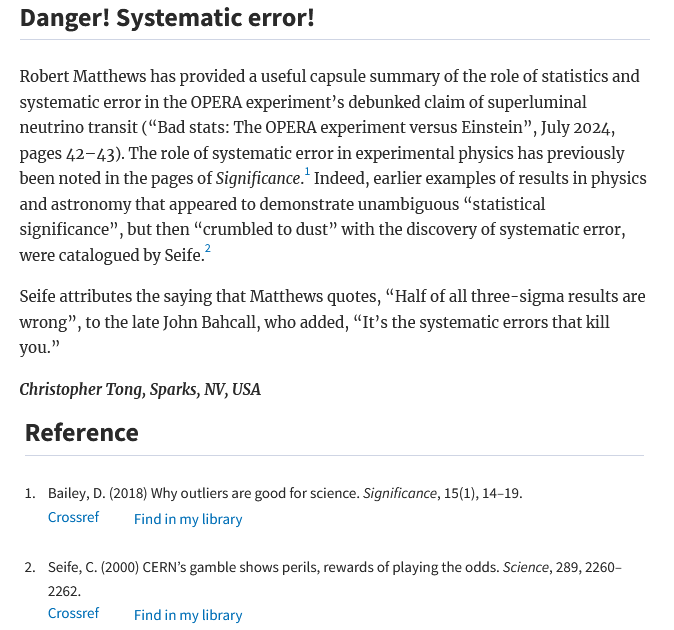 Danger! Systematic error!
Robert Matthews has provided a useful capsule summary of the role of statistics and
systematic error in the OPERA experiment’s debunked claim of superluminal
neutrino transit (“Bad stats: The OPERA experiment versus Einstein”, July 2024,
pages 42–43). The role of systematic error in experimental physics has previously
been noted in the pages of Significance.1 Indeed, earlier examples of results in physics
and astronomy that appeared to demonstrate unambiguous “statistical
significance”, but then “crumbled to dust” with the discovery of systematic error,
were catalogued by Seife.2
Seife attributes the saying that Matthews quotes, “Half of all three-sigma results are
wrong”, to the late John Bahcall, who added, “It’s the systematic errors that kill
you.”
Christopher Tong, Sparks, NV, USA
Reference
1. Bailey, D. (2018) Why outliers are good for science. Significance, 15(1), 14–19.
Crossref Find in my library
2. Seife, C. (2000) CERN’s gamble shows perils, rewards of playing the odds. Science, 289, 2260–
2262.
Crossref Find in my library